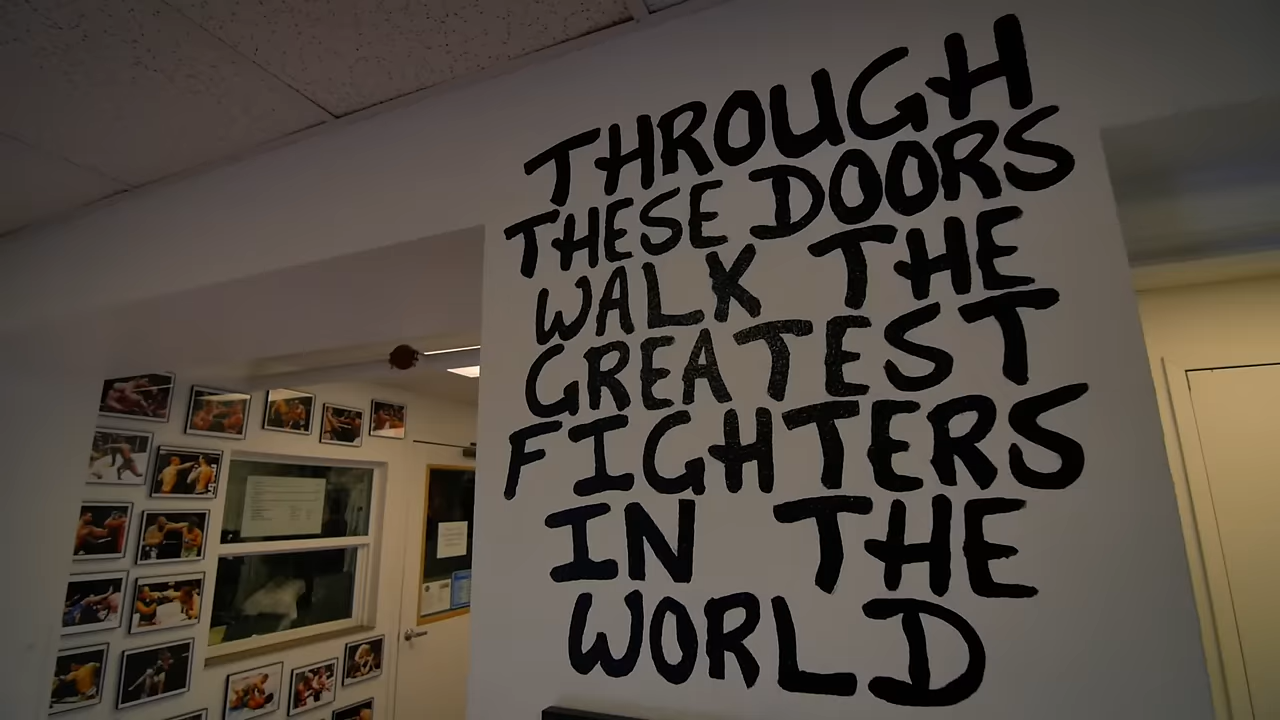 THROUGH
THESE DOORS
WALK THE
GREATEST
FIGHTERS
IN THE
WORLD